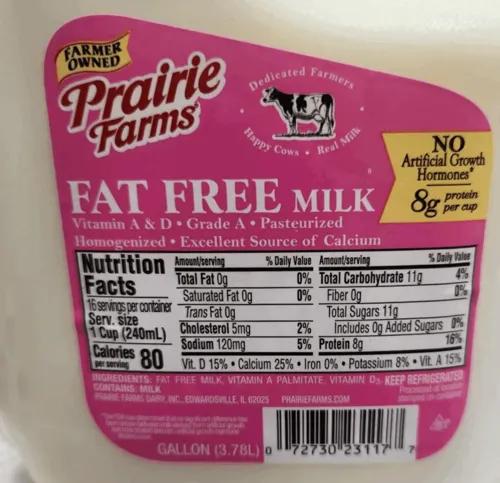 FARMER
OWNED
Prairie
Farms
Dedicated Farmers
Happy Cows • Real Milk
NO
Artificial Growth
Hormones*
8g protein
per cup
FAT FREE MILK
Vitamin A & D • Grade A • Pasteurized
Homogenized • Excellent Source of Calcium
Nutrition
Facts
16 servings per container
Serv. size
1 Cup (240mL)
Calories 80
per serving
Amount/serving % Daily Value
Total Fat 0g 0%
Saturated Fat 0g 0%
Trans Fat 0g
Cholesterol 5mg 2%
Sodium 120mg 5%
Amount/serving % Daily Value
Total Carbohydrate 11g 4%
Fiber 0g 0%
Total Sugars 11g
Includes 0g Added Sugars 0%
Protein 8g 16%
Vit. D 15% • Calcium 25% • Iron 0% • Potassium 8% • Vit. A 15%
INGREDIENTS: FAT FREE MILK, VITAMIN A PALMITATE, VITAMIN D3. KEEP REFRIGERATED
CONTAINS: MILK
PRAIRIE FARMS DAIRY, INC., EDWARDSVILLE, IL 62025 PRAIRIEFARMS.COM
GALLON (3.78L)
0 72730 23117 7